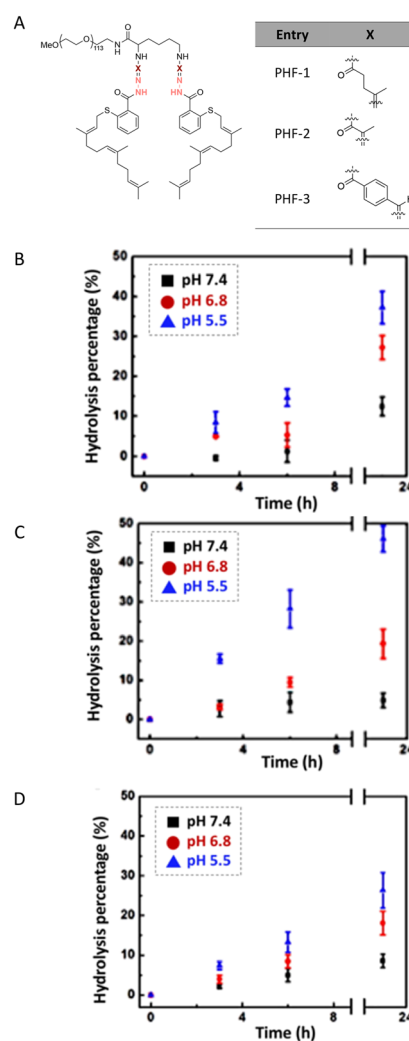 A
MeO
O
113
H
N
O
NH
NH
X
X
N
N
NH
NH
O
O
S
S
Entry X
PHF-1
O
PHF-2
O
PHF-3
O
H
B
Hydrolysis percentage (%)
50
40
30
20
10
0
pH 7.4
pH 6.8
pH 5.5
0 4 8 24
Time (h)
C
Hydrolysis percentage (%)
50
40
30
20
10
0
pH 7.4
pH 6.8
pH 5.5
0 4 8 24
Time (h)
D
Hydrolysis percentage (%)
50
40
30
20
10
0
pH 7.4
pH 6.8
pH 5.5
0 4 8 24
Time (h)